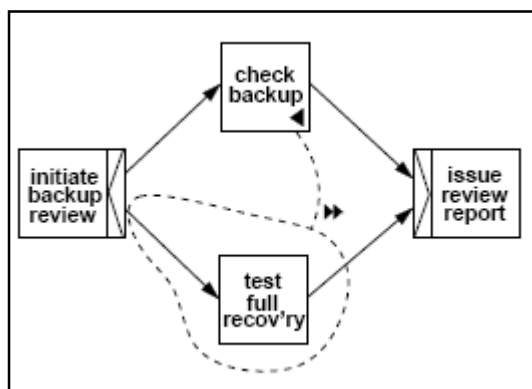 check
backup
initiate
backup
review
issue
review
report
test
full
recov'ry